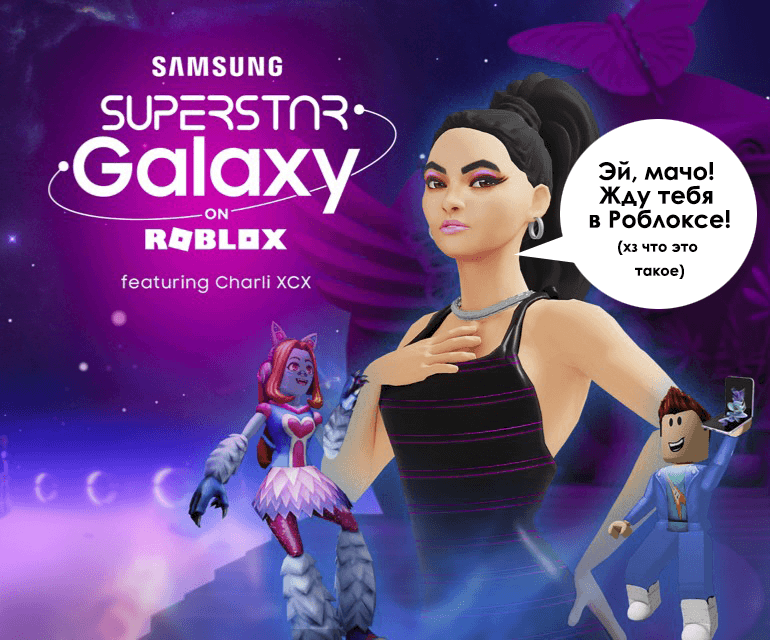 SAMSUNG
SUPERSTAR
Galaxy
ON
ROBLOX
featuring Charli XCX
Эй, мачо!
Жду тебя
в Роблоксе!
(хз что это
такое)